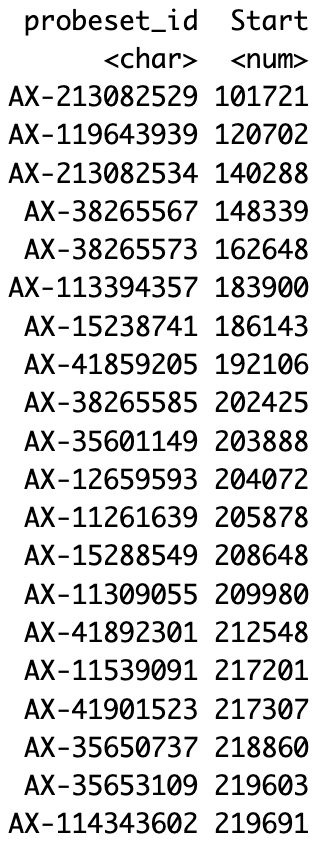 probeset_id Start
<char> <num>
AX-213082529 101721
AX-119643939 120702
AX-213082534 140288
AX-38265567 148339
AX-38265573 162648
AX-113394357 183900
AX-15238741 186143
AX-41859205 192106
AX-38265585 202425
AX-35601149 203888
AX-12659593 204072
AX-11261639 205878
AX-15288549 208648
AX-11309055 209980
AX-41892301 212548
AX-11539091 217201
AX-41901523 217307
AX-35650737 218860
AX-35653109 219603
AX-114343602 219691